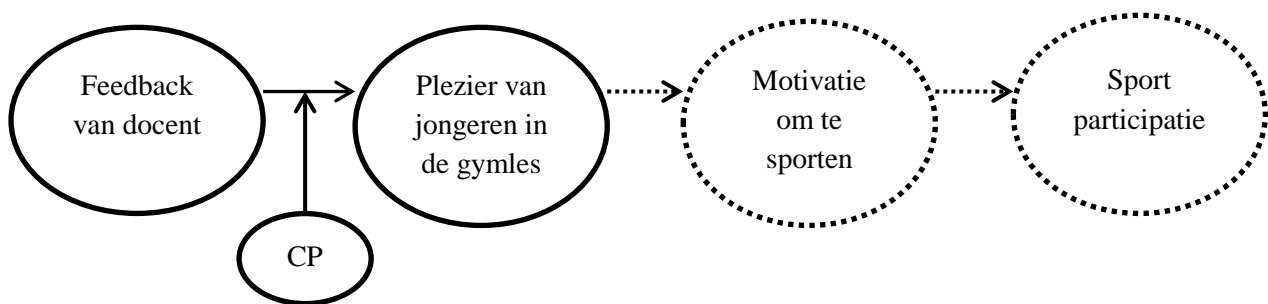 Feedback
van docent
Plezier van
jongeren in
de gymles
Motivatie
om te
sporten
Sport
participatie
CP